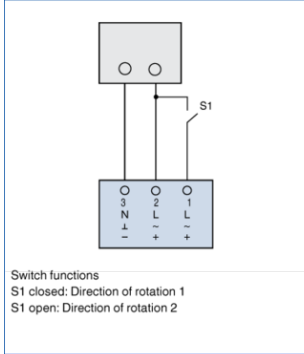 S1
3 2 1
N L L
⊥ ~ ~
− + +
Switch functions
S1 closed: Direction of rotation 1
S1 open: Direction of rotation 2